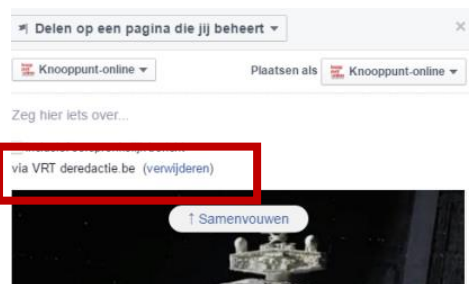 Delen op een pagina die jij beheert
Knooppunt-online
Plaatsen als Knooppunt-online
Zeg hier iets over...
via VRT deredactie.be (verwijderen)
↑ Samenvouwen